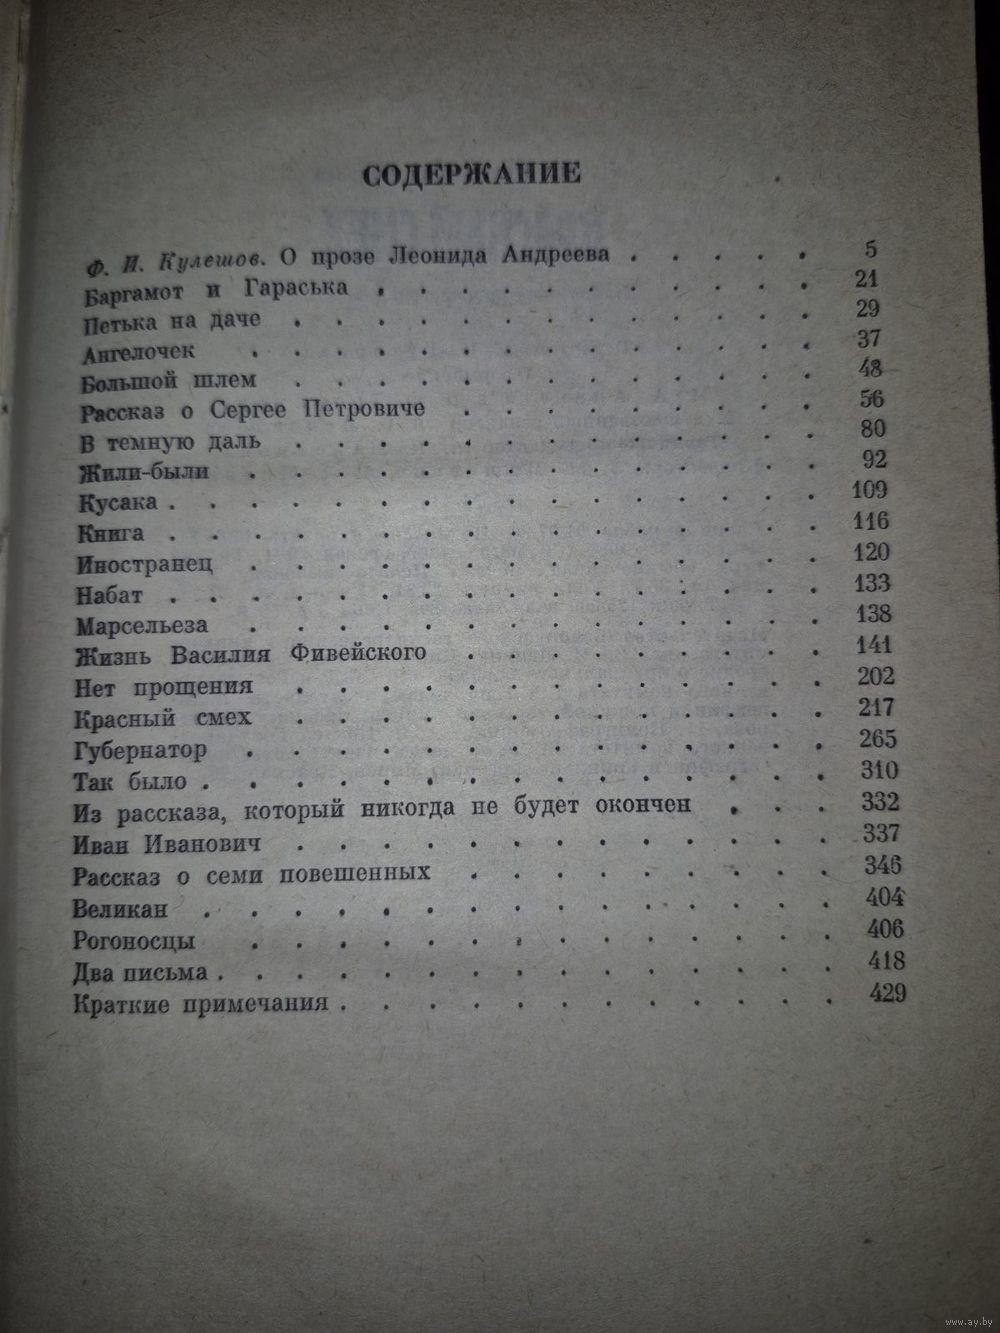 СОДЕРЖАНИЕ
Ф. И. Кулешов. О прозе Леонида Андреева . . . . . 5
Баргамот и Гараська . . . . . . . . . . . 21
Петька на даче . . . . . . . . . . . . . 29
Ангелочек . . . . . . . . . . . . . . 37
Большой шлем . . . . . . . . . . . . . 48
Рассказ о Сергее Петровиче . . . . . . . . . 56
В темную даль . . . . . . . . . . . . . 80
Жили-были . . . . . . . . . . . . . . 92
Кусака . . . . . . . . . . . . . . . . 109
Книга . . . . . . . . . . . . . . . . 116
Иностранец . . . . . . . . . . . . . . 120
Набат . . . . . . . . . . . . . . . . 133
Марсельеза . . . . . . . . . . . . . . 138
Жизнь Василия Фивейского . . . . . . . . . 141
Нет прощения . . . . . . . . . . . . . 202
Красный смех . . . . . . . . . . . . . 217
Губернатор . . . . . . . . . . . . . . 265
Так было . . . . . . . . . . . . . . . 310
Из рассказа, который никогда не будет окончен . . . 332
Иван Иванович . . . . . . . . . . . . . 337
Рассказ о семи повешенных . . . . . . . . . 346
Великан . . . . . . . . . . . . . . . 404
Рогоносцы . . . . . . . . . . . . . . 406
Два письма . . . . . . . . . . . . . . . 418
Краткие примечания . . . . . . . . . . . . 429
www.ay.by